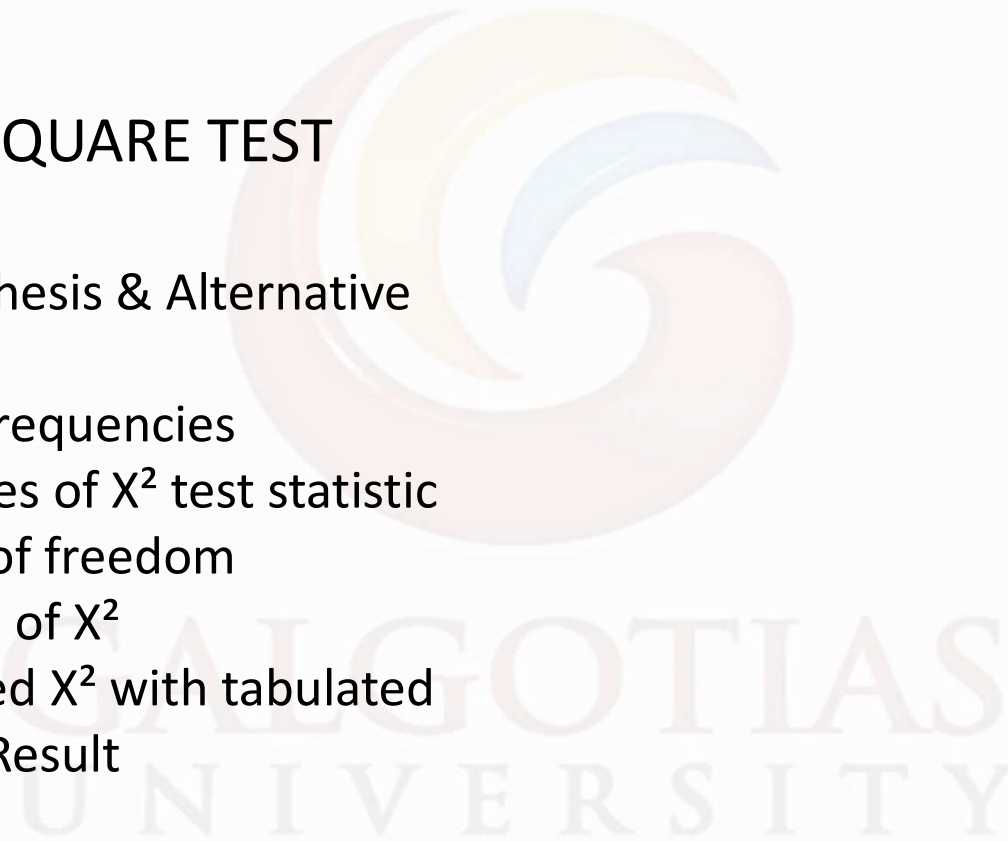 QUARE TEST
hesis & Alternative
requencies
es of X² test statistic
of freedom
of X²
ed X² with tabulated
Result
GALGOTIAS
UNIVERSITY